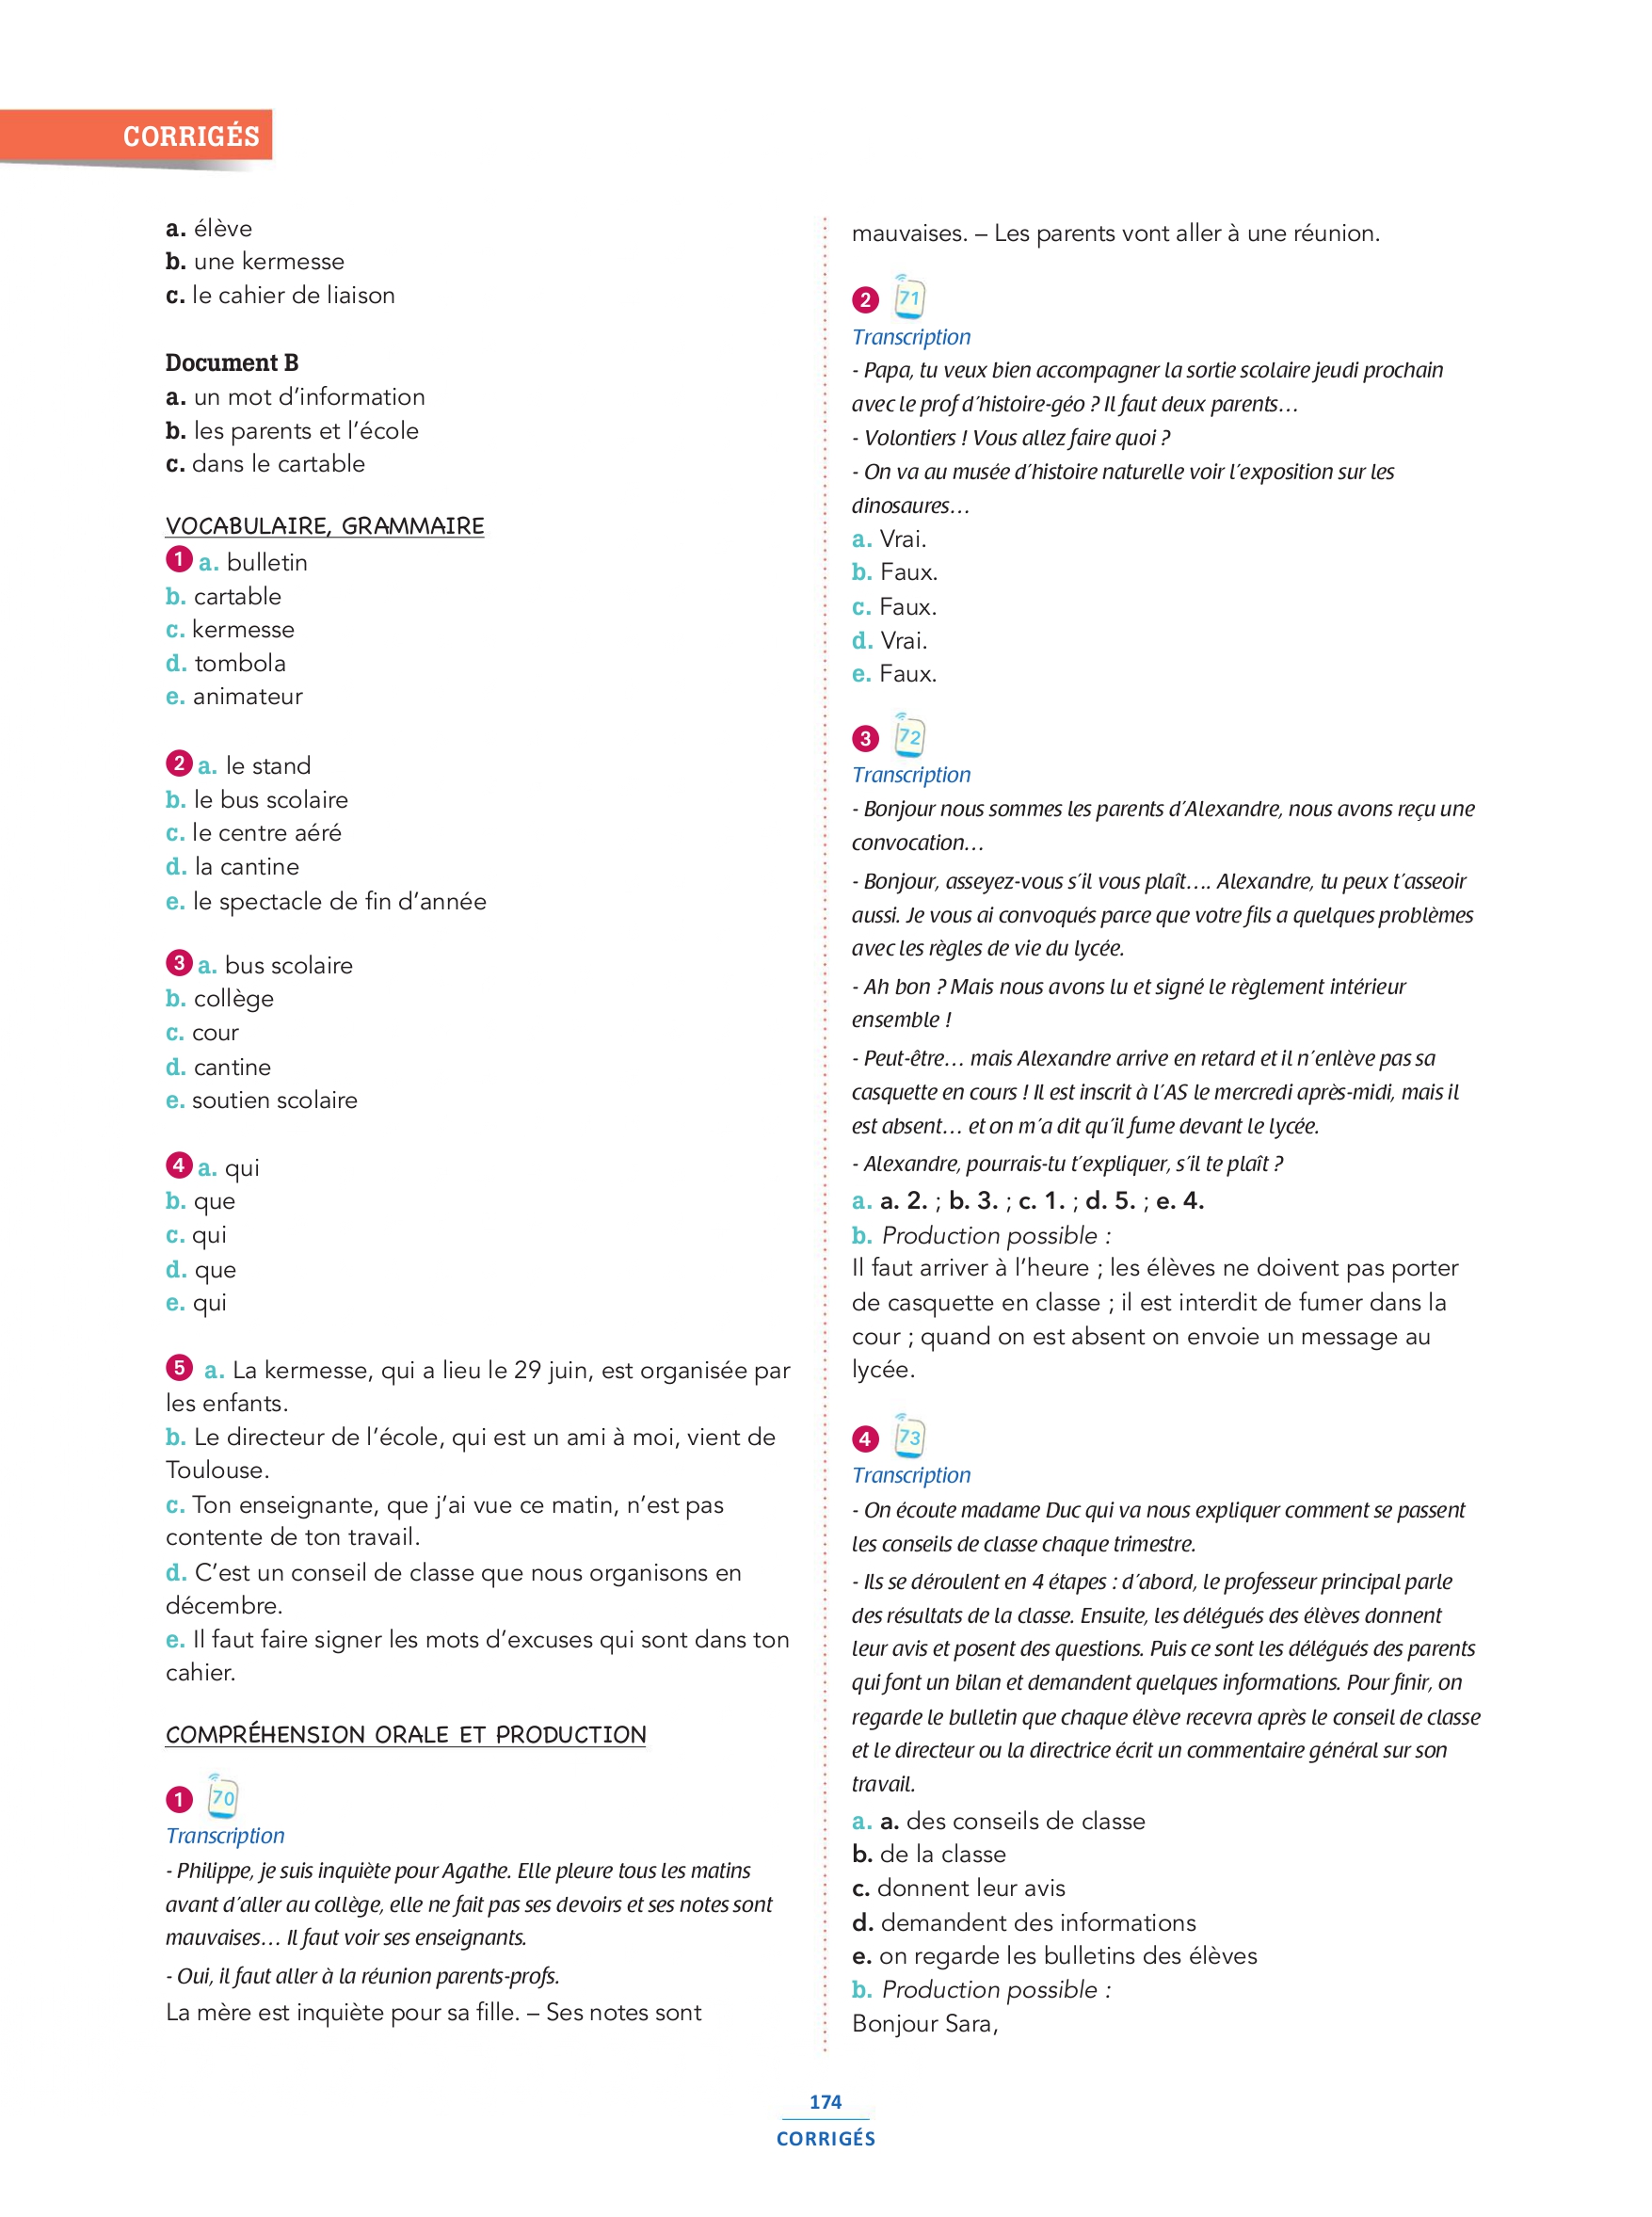 CORRIGÉS
a. élève
b. une kermesse
c. le cahier de liaison
Document B
a. un mot d'information
b. les parents et l'école
c. dans le cartable
VOCABULAIRE, GRAMMAIRE
1 a. bulletin
b. cartable
c. kermesse
d. tombola
e. animateur
2 a. le stand
b. le bus scolaire
c. le centre aéré
d. la cantine
e. le spectacle de fin d'année
3 a. bus scolaire
b. collège
c. cour
d. cantine
e. soutien scolaire
4 a. qui
b. que
c. qui
d. que
e. qui
5 a. La kermesse, qui a lieu le 29 juin, est organisée par
les enfants.
b. Le directeur de l'école, qui est un ami à moi, vient de
Toulouse.
c. Ton enseignante, que j'ai vue ce matin, n'est pas
contente de ton travail.
d. C'est un conseil de classe que nous organisons en
décembre.
e. Il faut faire signer les mots d'excuses qui sont dans ton
cahier.
COMPRÉHENSION ORALE ET PRODUCTION
1 70
Transcription
- Philippe, je suis inquiète pour Agathe. Elle pleure tous les matins
avant d'aller au collège, elle ne fait pas ses devoirs et ses notes sont
mauvaises… Il faut voir ses enseignants.
- Oui, il faut aller à la réunion parents-profs.
La mère est inquiète pour sa fille. – Ses notes sont
mauvaises. – Les parents vont aller à une réunion.
2 71
Transcription
- Papa, tu veux bien accompagner la sortie scolaire jeudi prochain
avec le prof d'histoire-géo ? Il faut deux parents…
- Volontiers ! Vous allez faire quoi ?
- On va au musée d'histoire naturelle voir l'exposition sur les
dinosaures…
a. Vrai.
b. Faux.
c. Faux.
d. Vrai.
e. Faux.
3 72
Transcription
- Bonjour nous sommes les parents d'Alexandre, nous avons reçu une
convocation…
- Bonjour, asseyez-vous s'il vous plaît…. Alexandre, tu peux t'asseoir
aussi. Je vous ai convoqués parce que votre fils a quelques problèmes
avec les règles de vie du lycée.
- Ah bon ? Mais nous avons lu et signé le règlement intérieur
ensemble !
- Peut-être… mais Alexandre arrive en retard et il n'enlève pas sa
casquette en cours ! Il est inscrit à l'AS le mercredi après-midi, mais il
est absent… et on m'a dit qu'il fume devant le lycée.
- Alexandre, pourrais-tu t'expliquer, s'il te plaît ?
a. a. 2. ; b. 3. ; c. 1. ; d. 5. ; e. 4.
b. Production possible :
Il faut arriver à l'heure ; les élèves ne doivent pas porter
de casquette en classe ; il est interdit de fumer dans la
cour ; quand on est absent on envoie un message au
lycée.
4 73
Transcription
- On écoute madame Duc qui va nous expliquer comment se passent
les conseils de classe chaque trimestre.
- Ils se déroulent en 4 étapes : d'abord, le professeur principal parle
des résultats de la classe. Ensuite, les délégués des élèves donnent
leur avis et posent des questions. Puis ce sont les délégués des parents
qui font un bilan et demandent quelques informations. Pour finir, on
regarde le bulletin que chaque élève recevra après le conseil de classe
et le directeur ou la directrice écrit un commentaire général sur son
travail.
a. a. des conseils de classe
b. de la classe
c. donnent leur avis
d. demandent des informations
e. on regarde les bulletins des élèves
b. Production possible :
Bonjour Sara,
174
CORRIGÉS